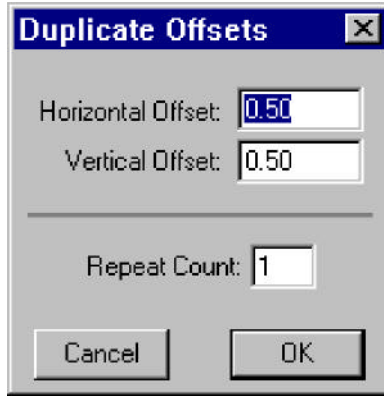 Duplicate Offsets
Horizontal Offset: 0.50
Vertical Offset: 0.50
Repeat Count: 1
Cancel OK